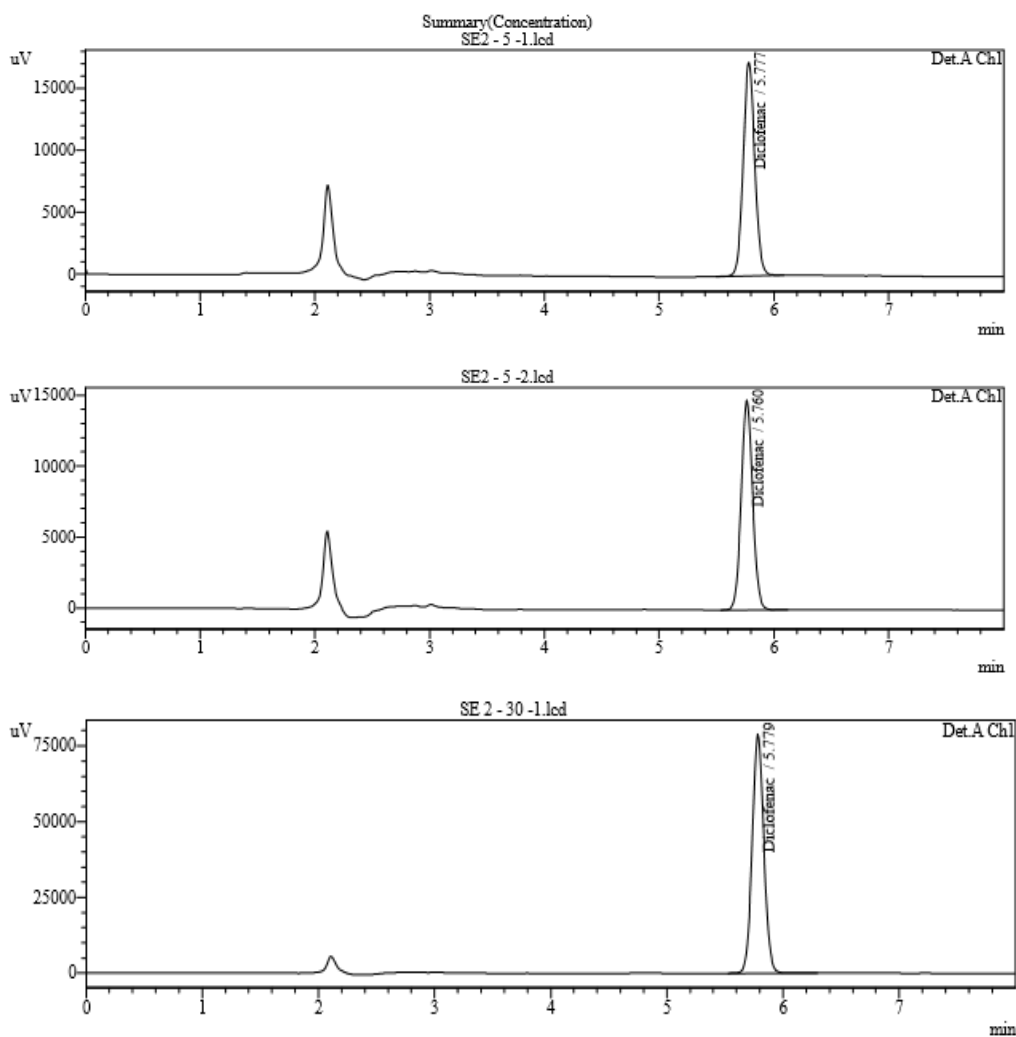 Summary(Concentration)
SE2 - 5 -1.lcd
uV
Det.A Ch1
15000
10000
5000
0
Diclofenac / 5.777
0 1 2 3 4 5 6 7
min
SE2 - 5 -2.lcd
uV
Det.A Ch1
15000
10000
5000
0
Diclofenac / 5.760
0 1 2 3 4 5 6 7
min
SE 2 - 30 -1.lcd
uV
Det.A Ch1
75000
50000
25000
0
Diclofenac / 5.779
0 1 2 3 4 5 6 7
min